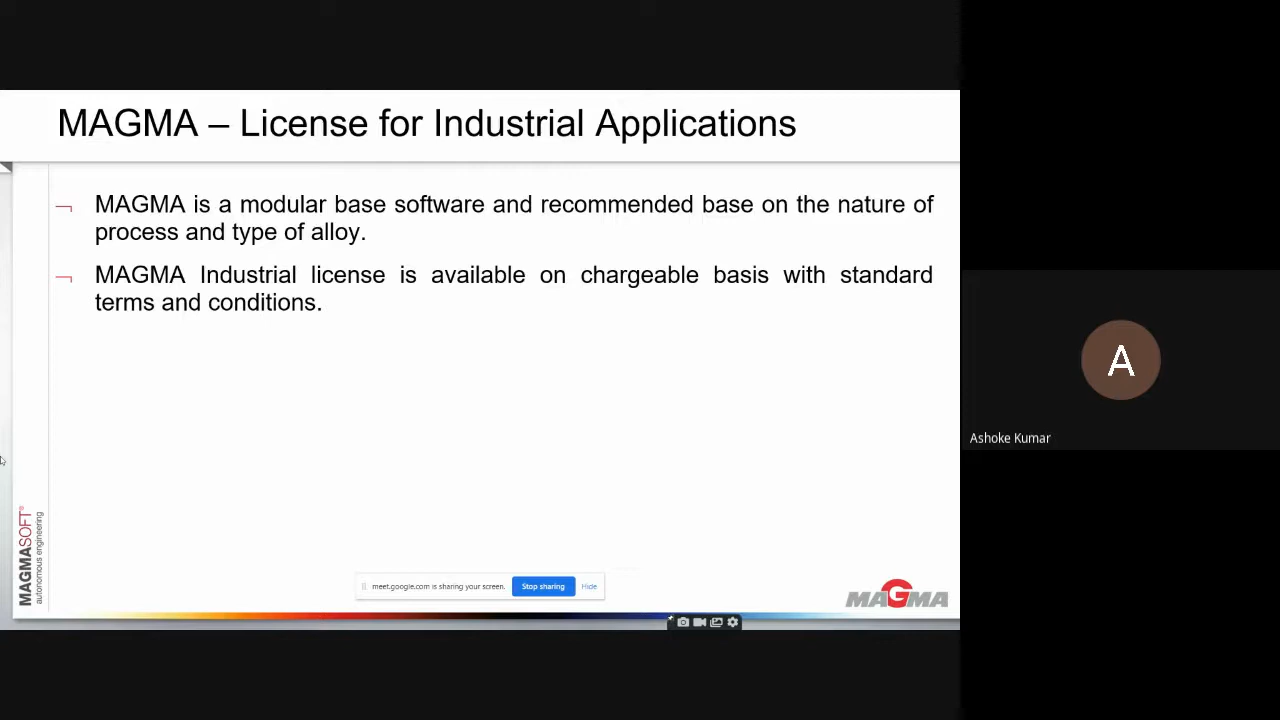 MAGMA – License for Industrial Applications
MAGMA is a modular base software and recommended base on the nature of
process and type of alloy.
MAGMA Industrial license is available on chargeable basis with standard
terms and conditions.
A
Ashoke Kumar
MAGMASOFT®
autonomous engineering
meet.google.com is sharing your screen.
Stop sharing
Hide
MAGMA